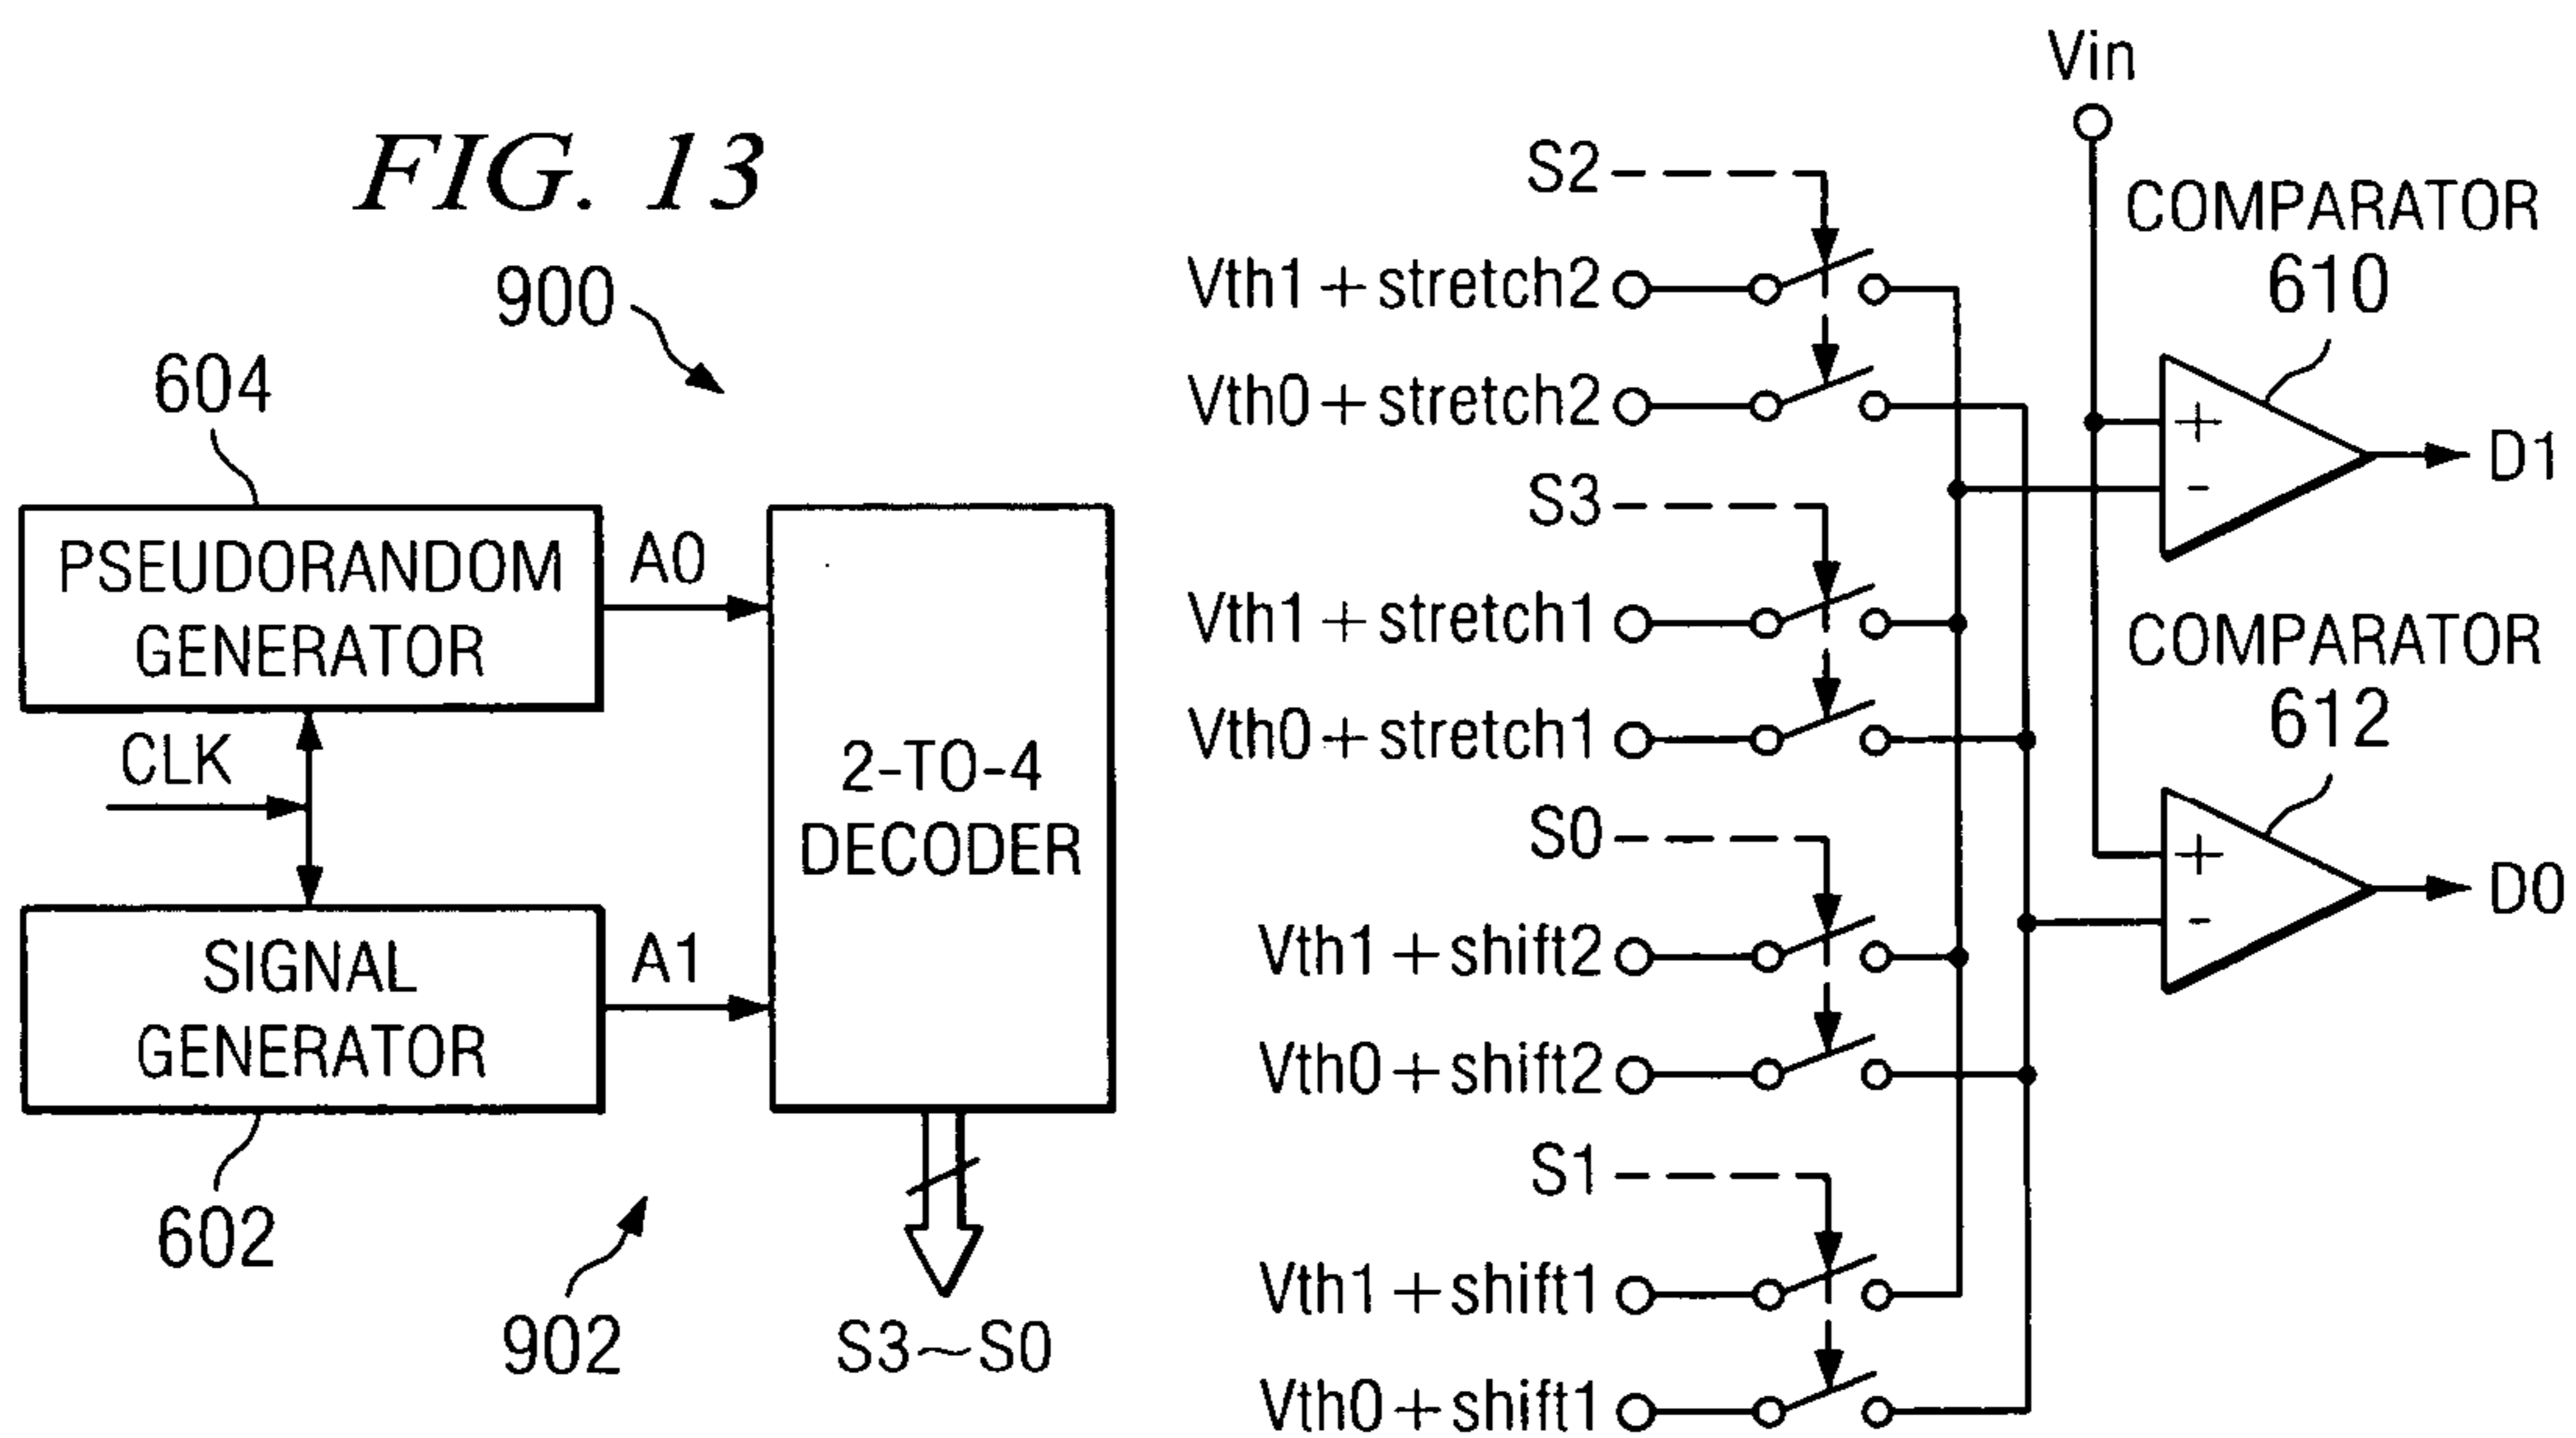 FIG. 13
900
604
PSEUDORANDOM
GENERATOR
A0
CLK
SIGNAL
GENERATOR
A1
602
902
2-TO-4
DECODER
S3~S0
S2
Vth1+stretch2
Vth0+stretch2
S3
Vth1+stretch1
Vth0+stretch1
S0
Vth1+shift2
Vth0+shift2
S1
Vth1+shift1
Vth0+shift1
Vin
COMPARATOR
610
+
-
D1
COMPARATOR
612
+
-
D0